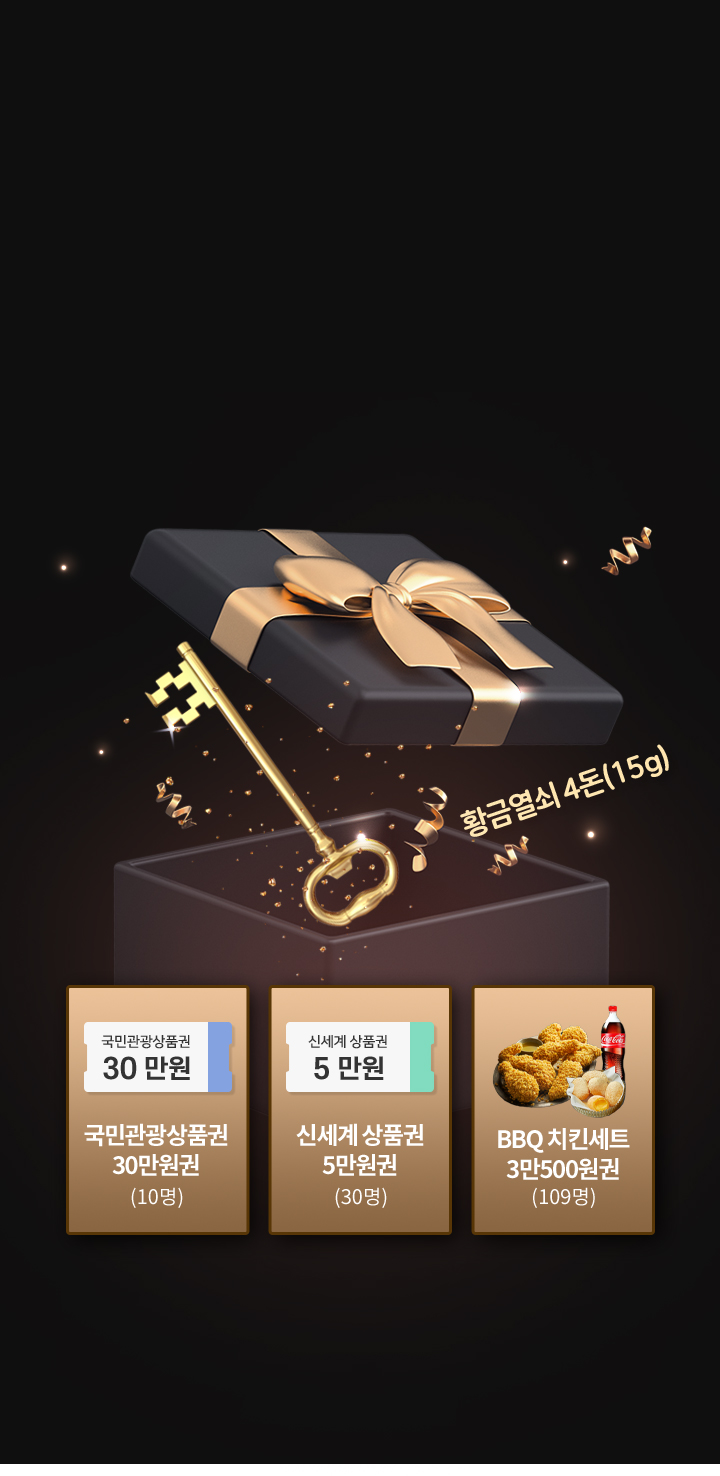 황금열쇠 4돈(15g)
국민관광상품권
30 만원
국민관광상품권
30만원권
(10명)
신세계 상품권
5 만원
신세계 상품권
5만원권
(30명)
Coca-Cola
BBQ 치킨세트
3만500원권
(109명)